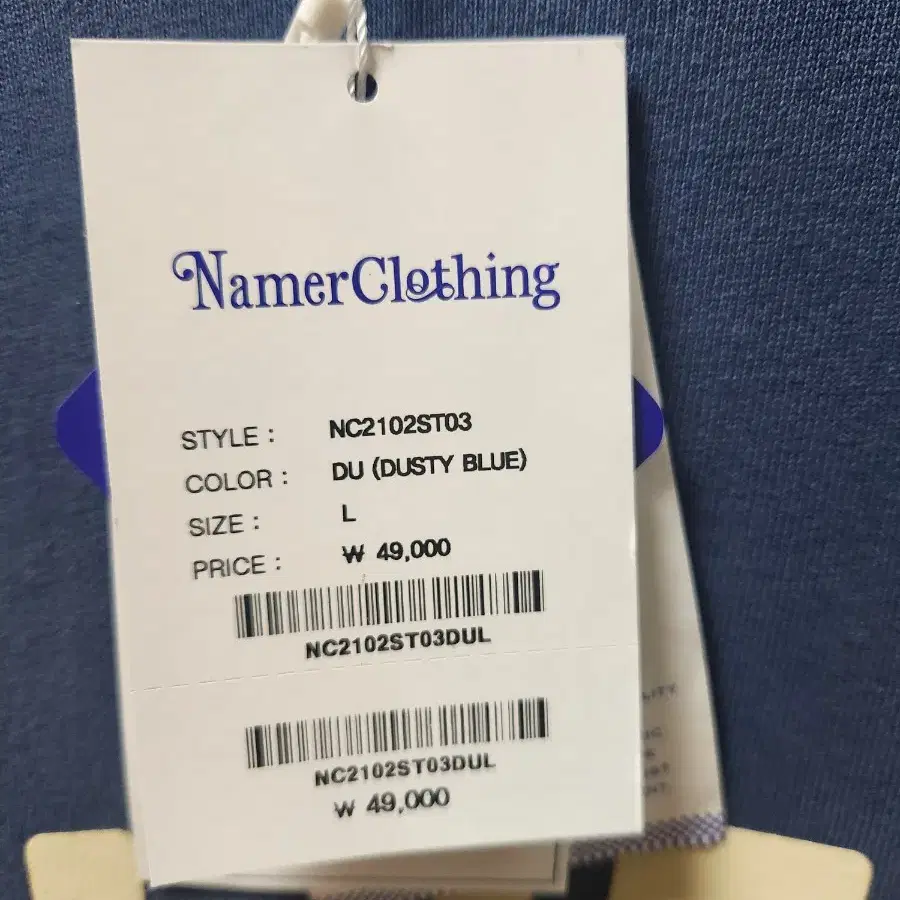 NamerClothing
STYLE : NC2102ST03
COLOR : DU (DUSTY BLUE)
SIZE : L
PRICE : ₩ 49,000
NC2102ST03DUL
NC2102ST03DUL
₩ 49,000